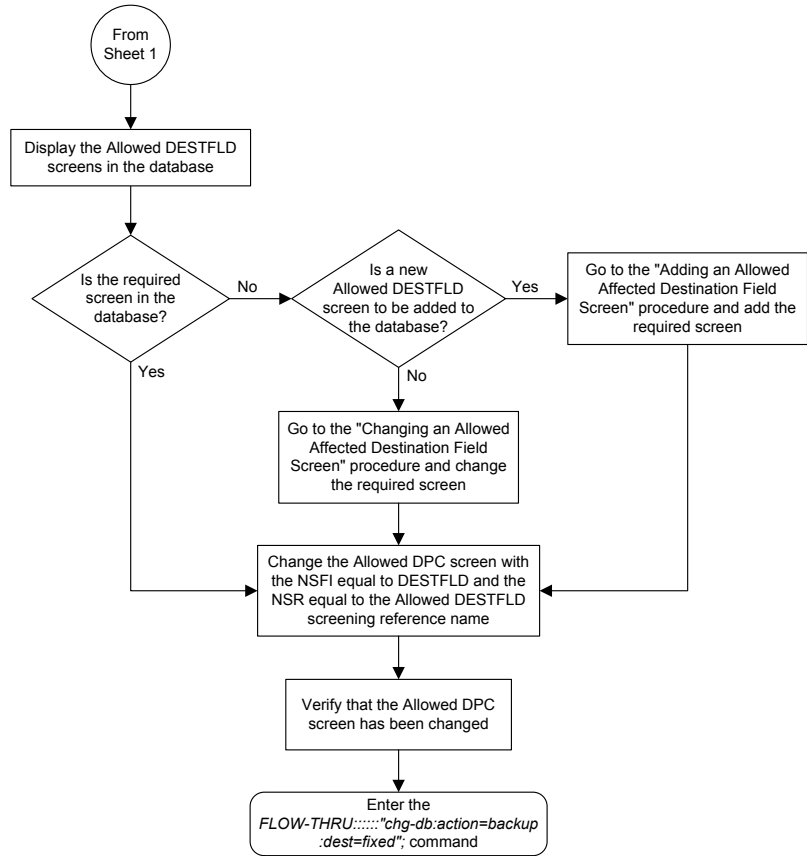 From
Sheet 1
Display the Allowed DESTFLD
screens in the database
Is the required
screen in the
database?
No
Yes
Is a new
Allowed DESTFLD
screen to be added to
the database?
Yes
No
Go to the "Adding an Allowed
Affected Destination Field
Screen" procedure and add the
required screen
Go to the "Changing an Allowed
Affected Destination Field
Screen" procedure and change
the required screen
Change the Allowed DPC screen with
the NSFI equal to DESTFLD and the
NSR equal to the Allowed DESTFLD
screening reference name
Verify that the Allowed DPC
screen has been changed
Enter the
FLOW-THRU::::::"chg-db:action=backup
:dest=fixed"; command